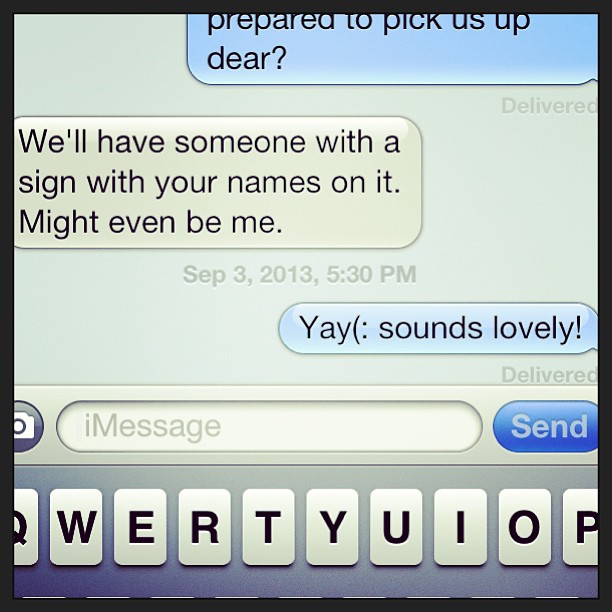 prepared to pick us up
dear?
Delivered
We'll have someone with a
sign with your names on it.
Might even be me.
Sep 3, 2013, 5:30 PM
Yay(: sounds lovely!
Delivered
iMessage
Send
Q W E R T Y U I O P